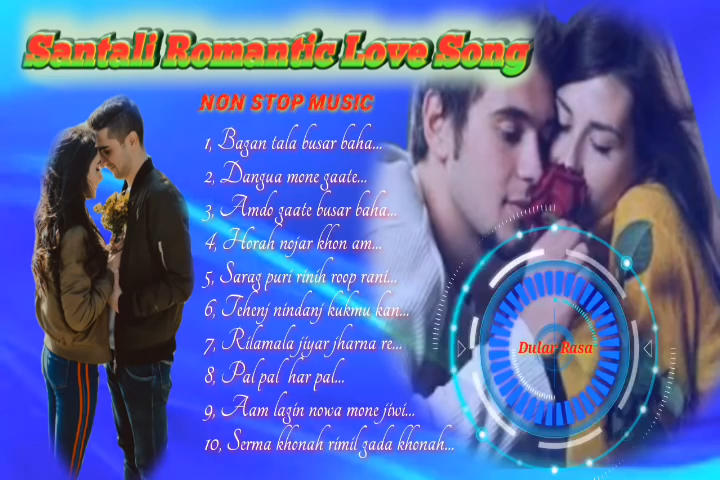 Santali Romantic Love Song
NON STOP MUSIC
1, Bagan tala busar baha...
2, Dangua mone gaate...
3, Amdo gaate busar baha...
4, Horah nojar khon am...
5, Sarag puri rinih roop rani...
6, Tehenj nindanj kukmu kan...
7, Rilamala jiyar jharna re...
8, Pal pal har pal...
9, Aam lagin nowa mone jiwi...
10, Serma khonah rimil gada khonah...
Dular Rasa